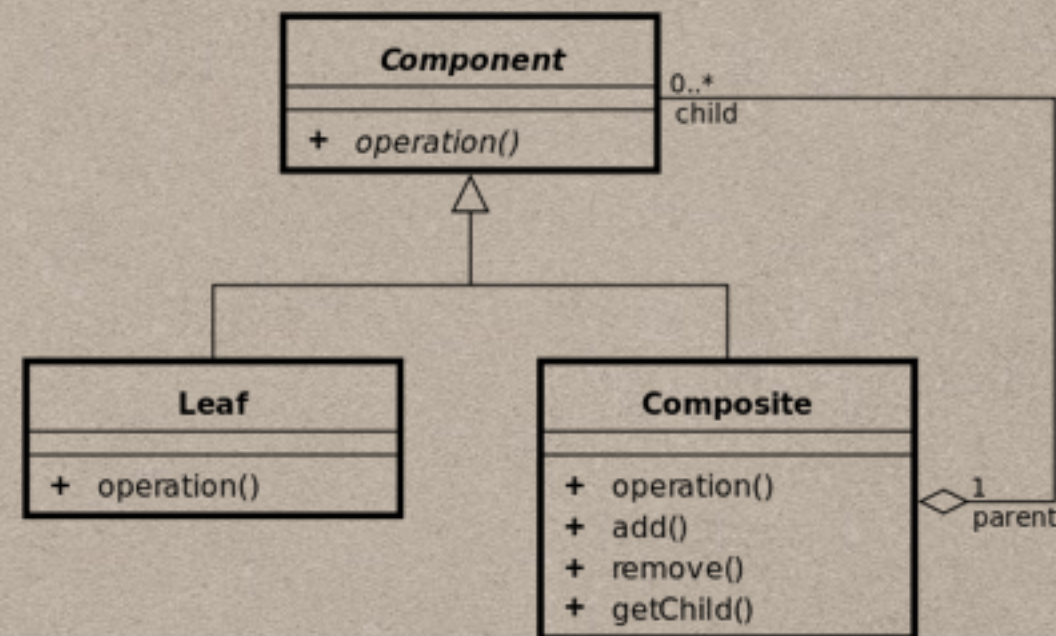 Component
0..*
child
+ operation()
Leaf
+ operation()
Composite
+ operation()
+ add()
+ remove()
+ getChild()
1
parent